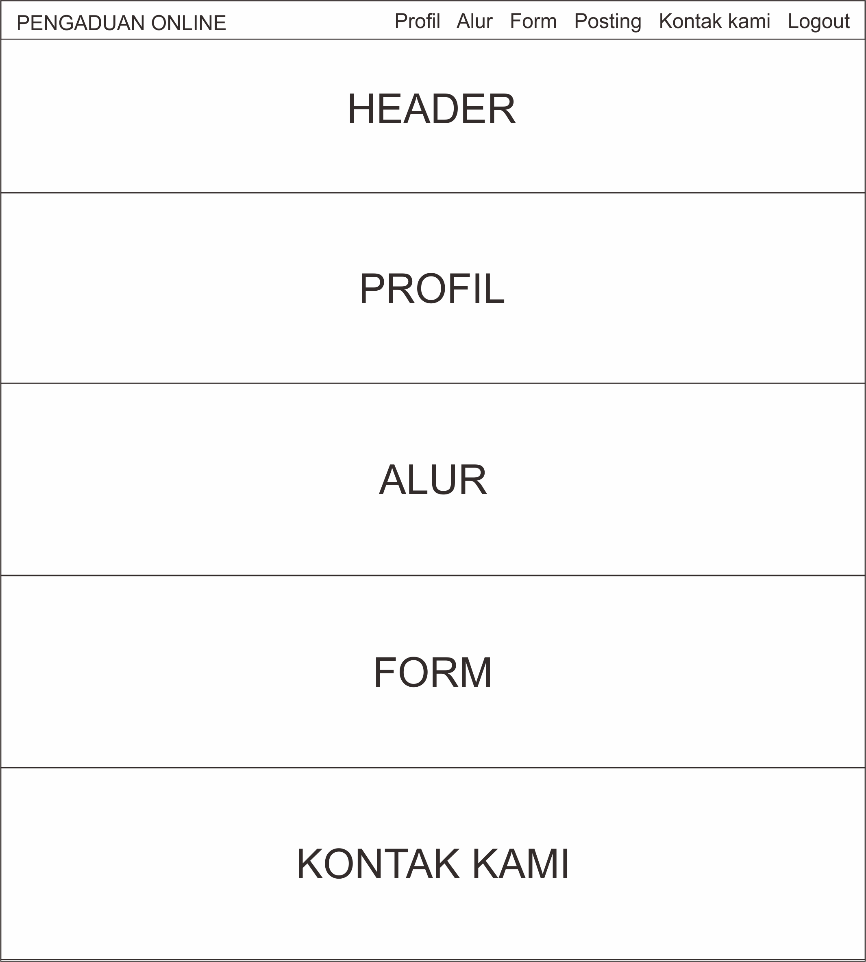 PENGADUAN ONLINE Profil Alur Form Posting Kontak kami Logout
HEADER
PROFIL
ALUR
FORM
KONTAK KAMI